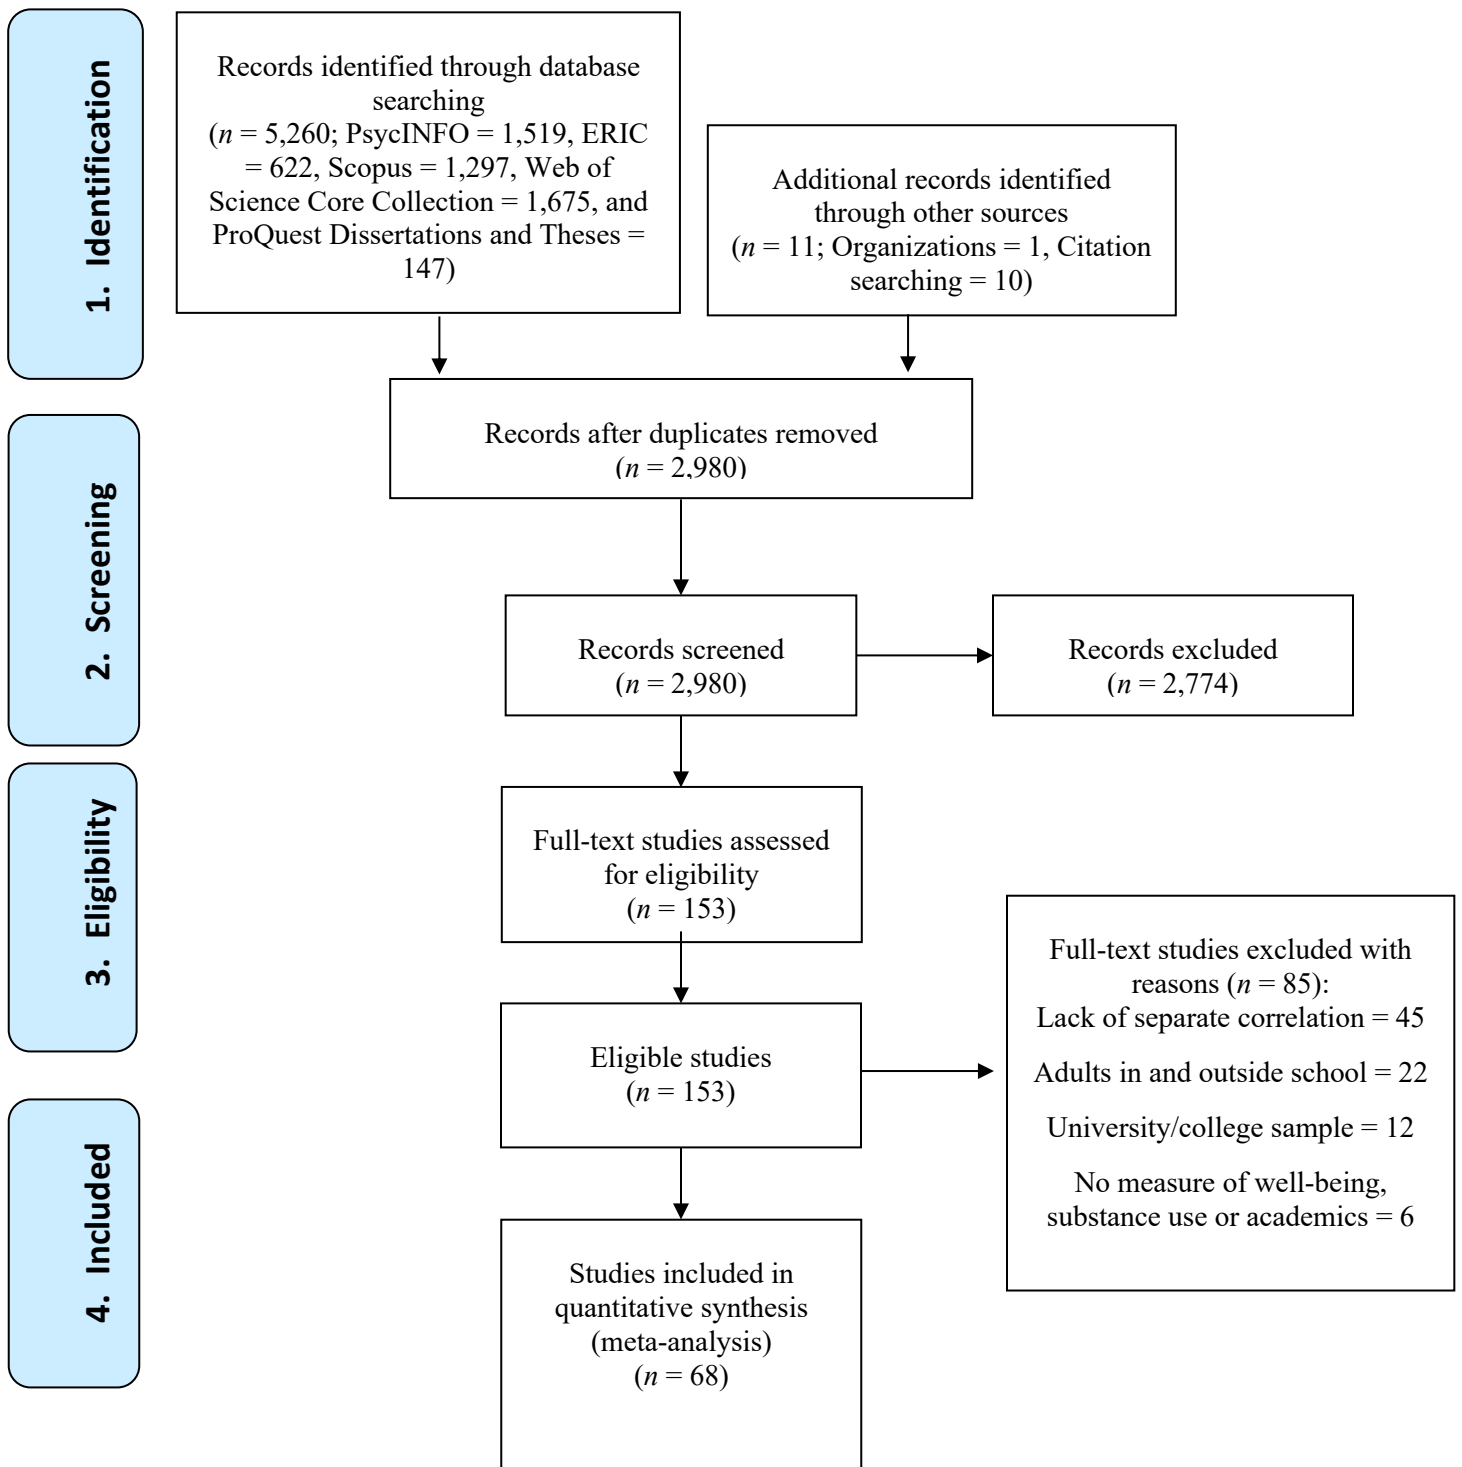 1. Identification
Records identified through database
searching
(n = 5,260; PsycINFO = 1,519, ERIC
= 622, Scopus = 1,297, Web of
Science Core Collection = 1,675, and
ProQuest Dissertations and Theses =
147)
Additional records identified
through other sources
(n = 11; Organizations = 1, Citation
searching = 10)
Records after duplicates removed
(n = 2,980)
2. Screening
Records screened
(n = 2,980)
Records excluded
(n = 2,774)
3. Eligibility
Full-text studies assessed
for eligibility
(n = 153)
Full-text studies excluded with
reasons (n = 85):
Lack of separate correlation = 45
Adults in and outside school = 22
University/college sample = 12
No measure of well-being,
substance use or academics = 6
Eligible studies
(n = 153)
4. Included
Studies included in
quantitative synthesis
(meta-analysis)
(n = 68)